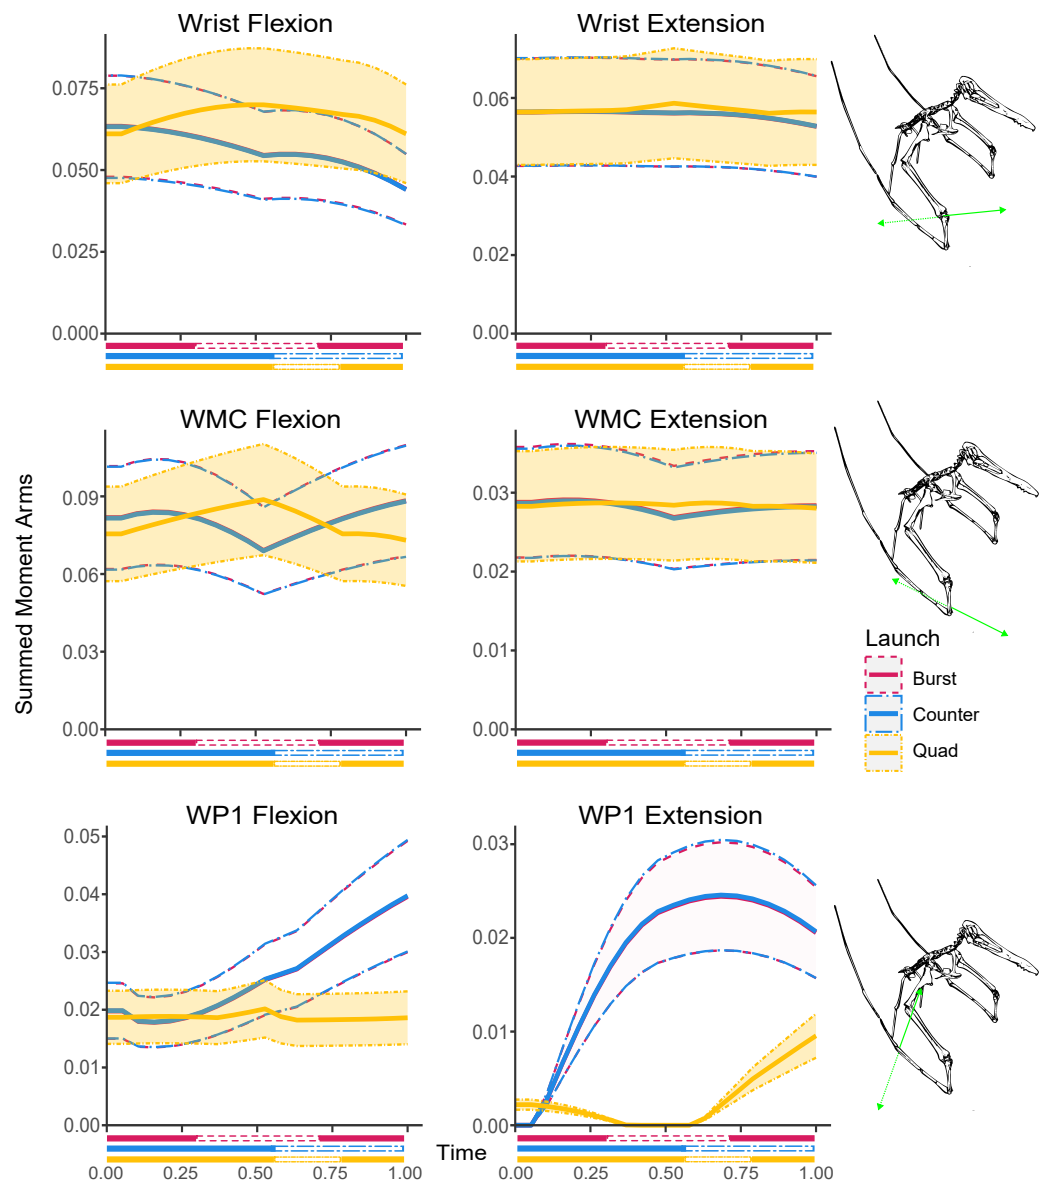 Wrist Flexion
Wrist Extension
0.075
0.050
0.025
0.000
0.06
0.04
0.02
0.00
WMC Flexion
WMC Extension
Summed Moment Arms
0.09
0.06
0.03
0.00
0.03
0.02
0.01
0.00
Launch
Burst
Counter
Quad
WP1 Flexion
WP1 Extension
0.05
0.04
0.03
0.02
0.01
0.00
0.03
0.02
0.01
0.00
Time
0.00 0.25 0.50 0.75 1.00
0.00 0.25 0.50 0.75 1.00